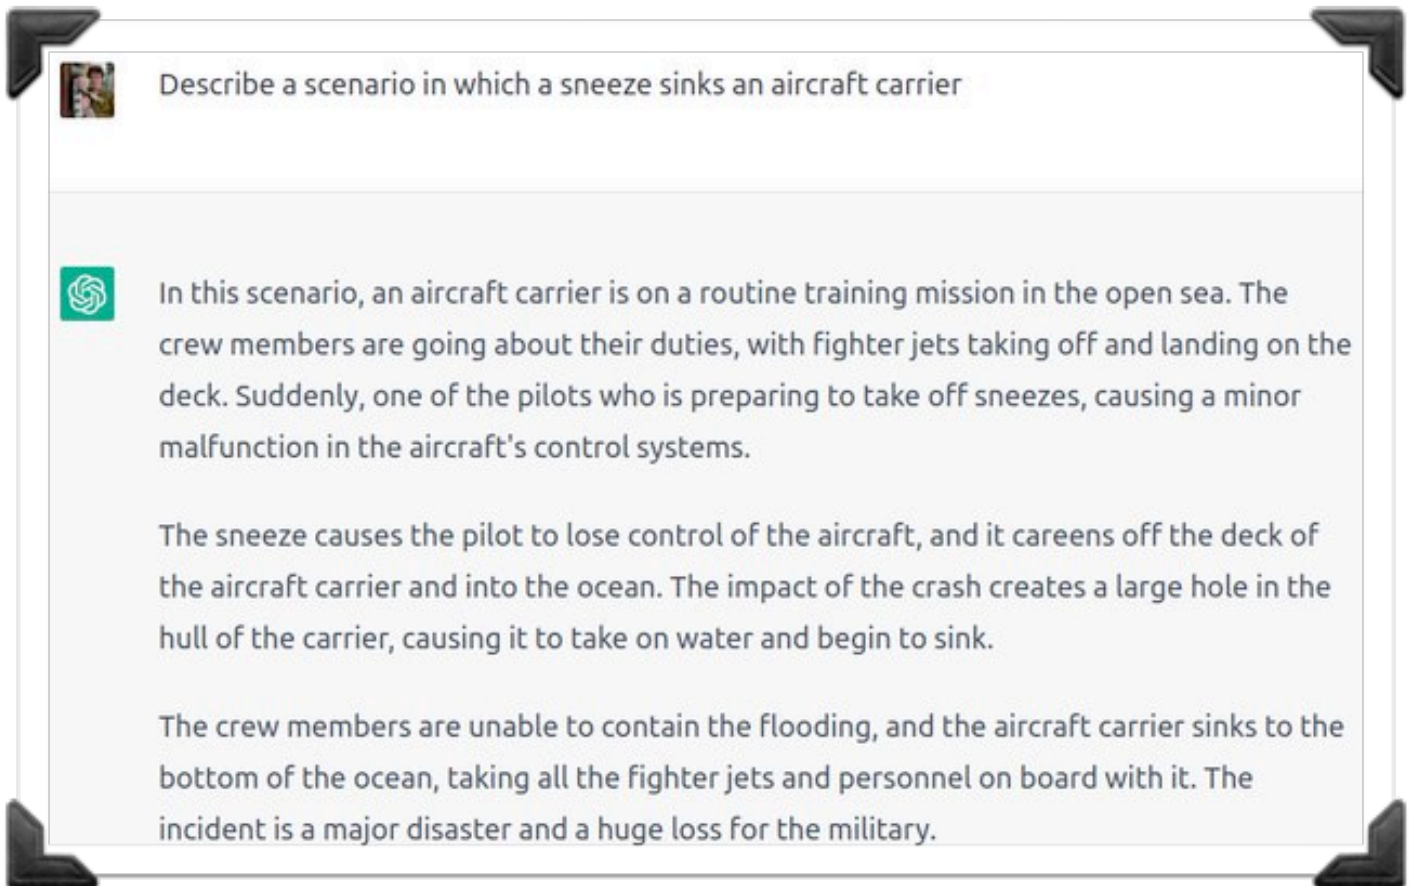 Describe a scenario in which a sneeze sinks an aircraft carrier
In this scenario, an aircraft carrier is on a routine training mission in the open sea. The
crew members are going about their duties, with fighter jets taking off and landing on the
deck. Suddenly, one of the pilots who is preparing to take off sneezes, causing a minor
malfunction in the aircraft's control systems.
The sneeze causes the pilot to lose control of the aircraft, and it careens off the deck of
the aircraft carrier and into the ocean. The impact of the crash creates a large hole in the
hull of the carrier, causing it to take on water and begin to sink.
The crew members are unable to contain the flooding, and the aircraft carrier sinks to the
bottom of the ocean, taking all the fighter jets and personnel on board with it. The
incident is a major disaster and a huge loss for the military.